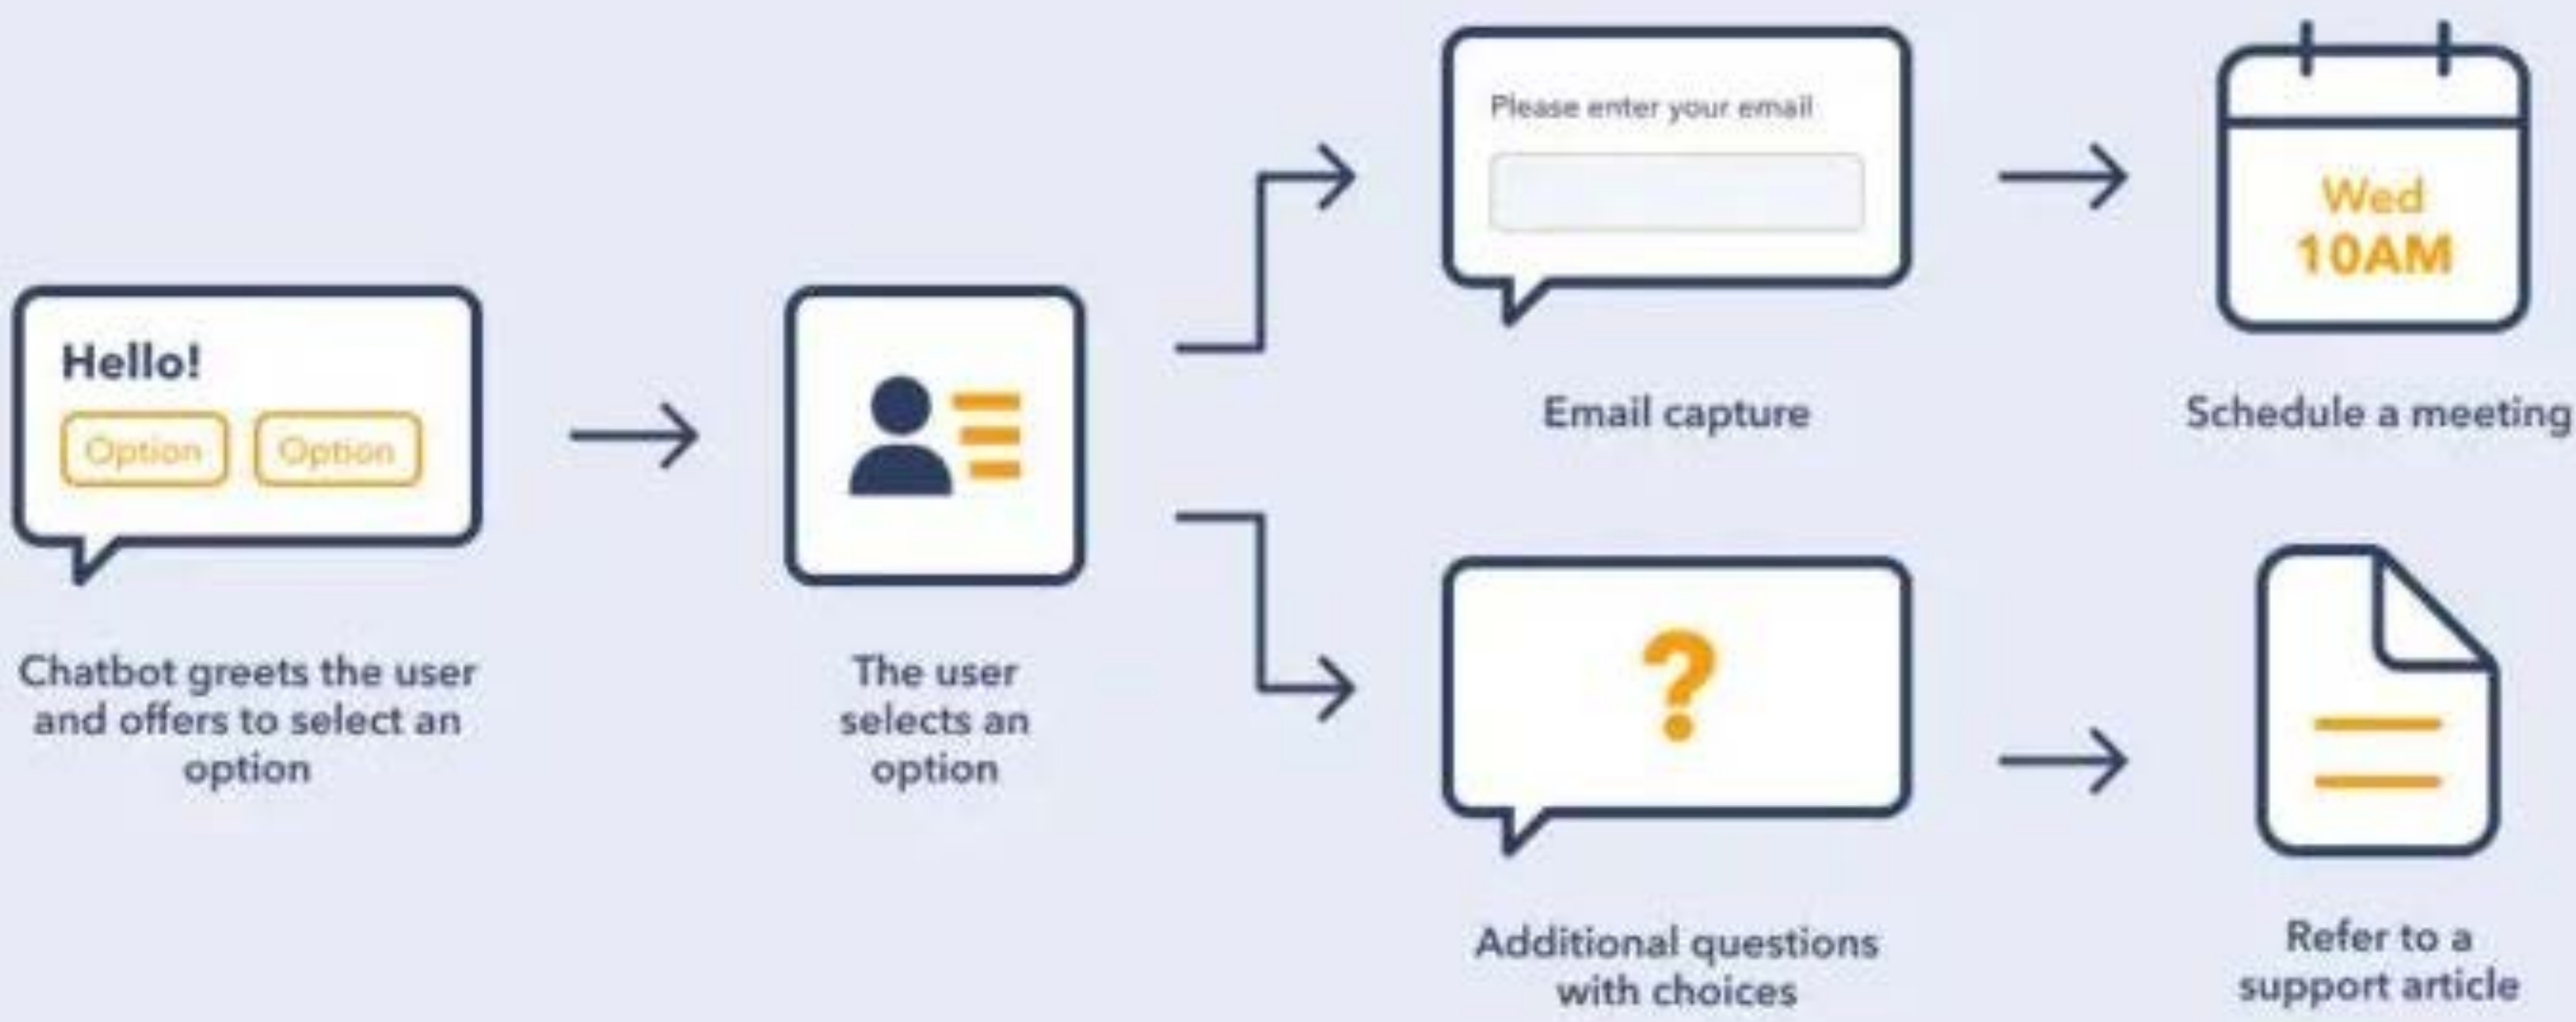 Hello!
Option
Option
Chatbot greets the user
and offers to select an
option
The user
selects an
option
Please enter your email
Email capture
Wed
10AM
Schedule a meeting
?
Additional questions
with choices
Refer to a
support article